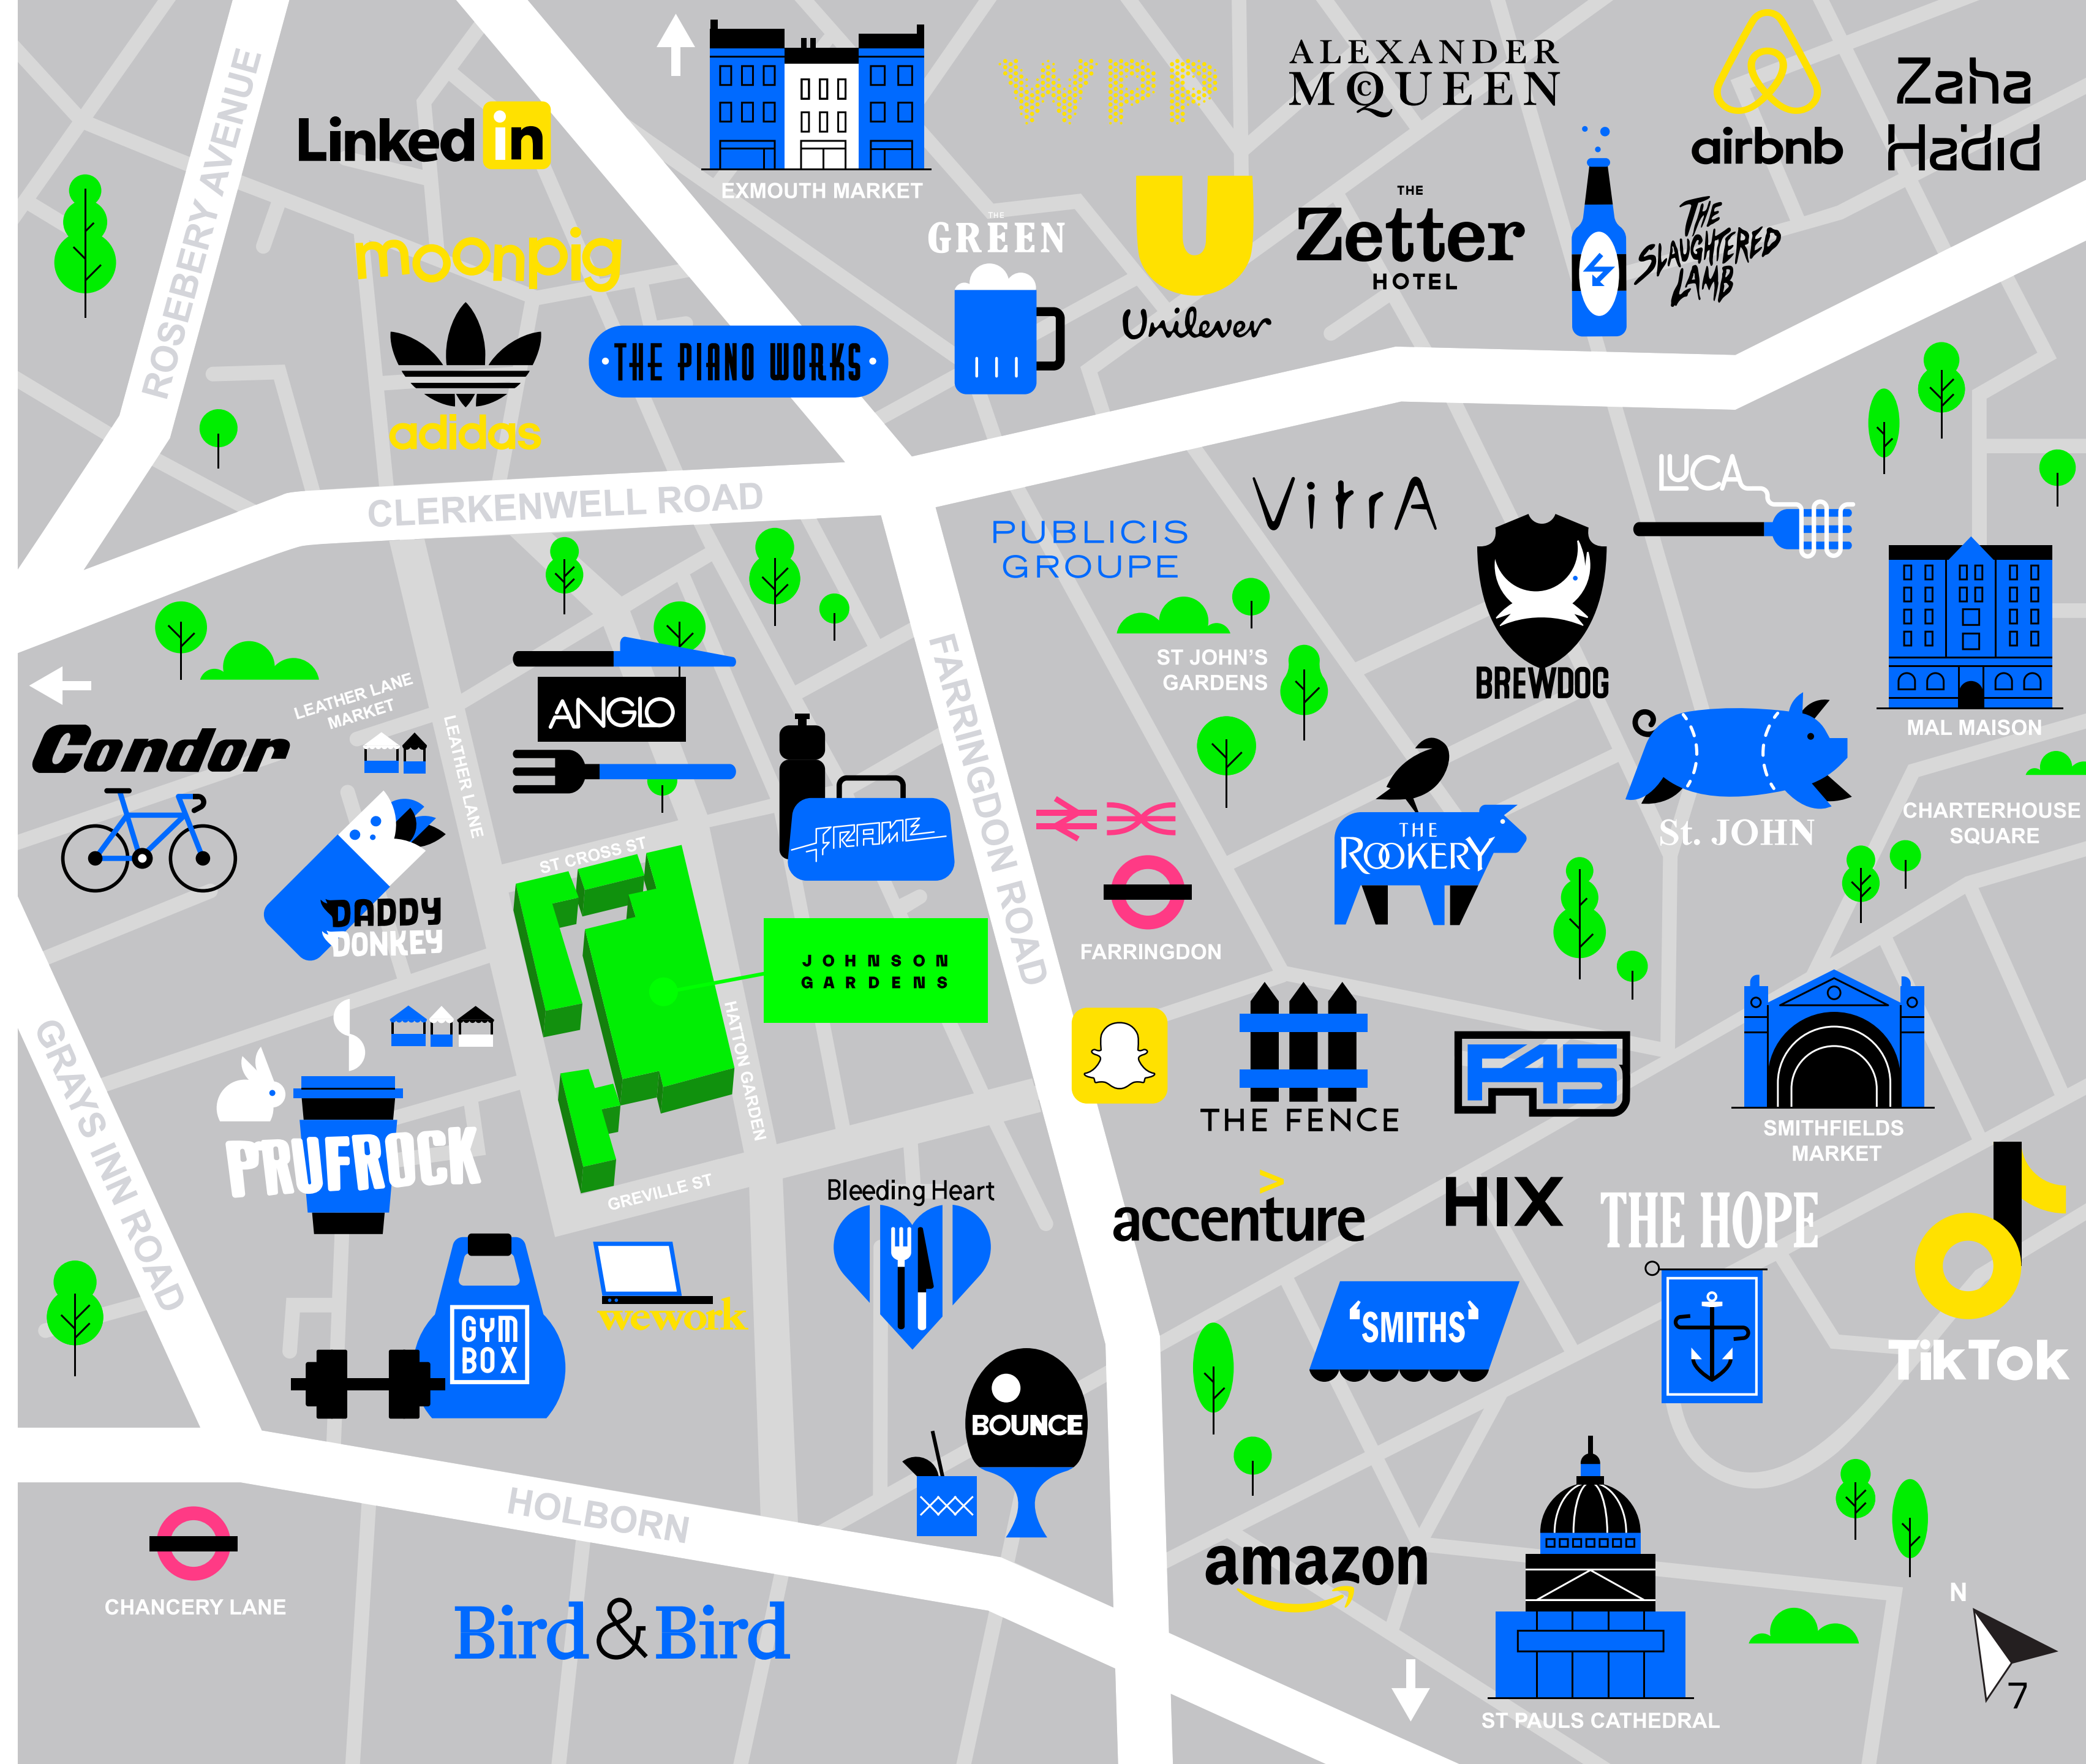 ROSEBERY AVENUE
Linked in
EXMOUTH MARKET
WPP
ALEXANDER
McQUEEN
airbnb
Zaha
Hadid
moonpig
THE
GREEN
Unilever
THE
Zetter
HOTEL
THE
SLAUGHTERED
LAMB
adidas
THE PIANO WORKS
CLERKENWELL ROAD
PUBLICIS
GROUPE
VitrA
LUCA
BREWDOG
ST JOHN'S
GARDENS
MAL MAISON
LEATHER LANE
MARKET
LEATHER LANE
ANGLO
FARRINGDON ROAD
Condor
FRAME
THE
ROOKERY
St. JOHN
CHARTERHOUSE
SQUARE
DADDY
DONKEY
ST CROSS ST
JOHNSON
GARDENS
FARRINGDON
HATTON GARDEN
GRAYS INN ROAD
THE FENCE
F45
SMITHFIELDS
MARKET
PRUFROCK
GREVILLE ST
Bleeding Heart
accenture
>
HIX
THE HOPE
TikTok
GYM
BOX
wework
'SMITHS'
BOUNCE
HOLBORN
CHANCERY LANE
Bird & Bird
amazon
ST PAULS CATHEDRAL
N
7